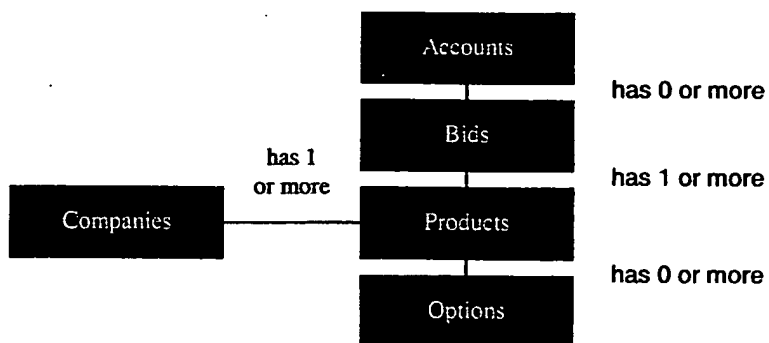 Accounts
has 0 or more
Bids
has 1
or more
has 1 or more
Companies
Products
has 0 or more
Options